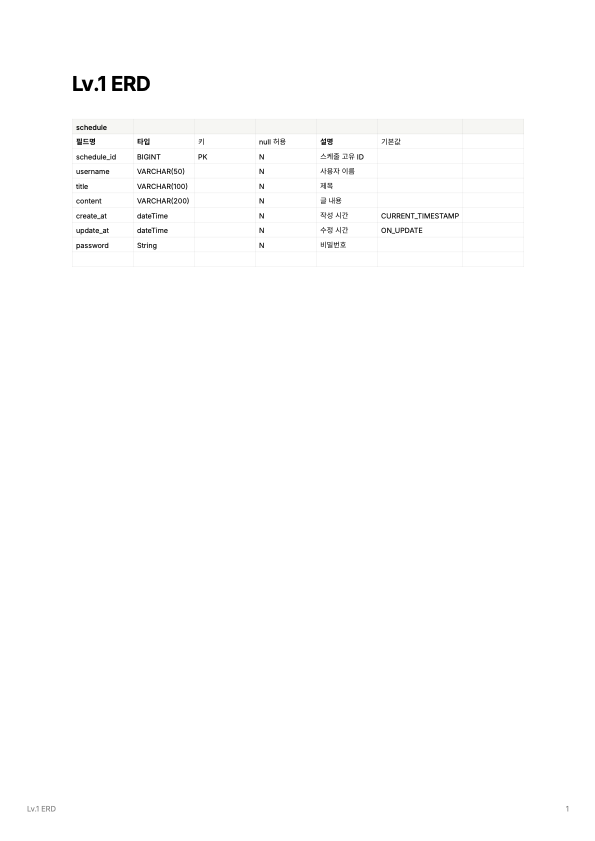 Lv.1 ERD
schedule
필드명 타입 키 null 허용 설명 기본값
schedule_id BIGINT PK N 스케줄 고유 ID
username VARCHAR(50) N 사용자 이름
title VARCHAR(100) N 제목
content VARCHAR(200) N 글 내용
create_at dateTime N 작성 시간 CURRENT_TIMESTAMP
update_at dateTime N 수정 시간 ON_UPDATE
password String N 비밀번호
Lv.1 ERD 1